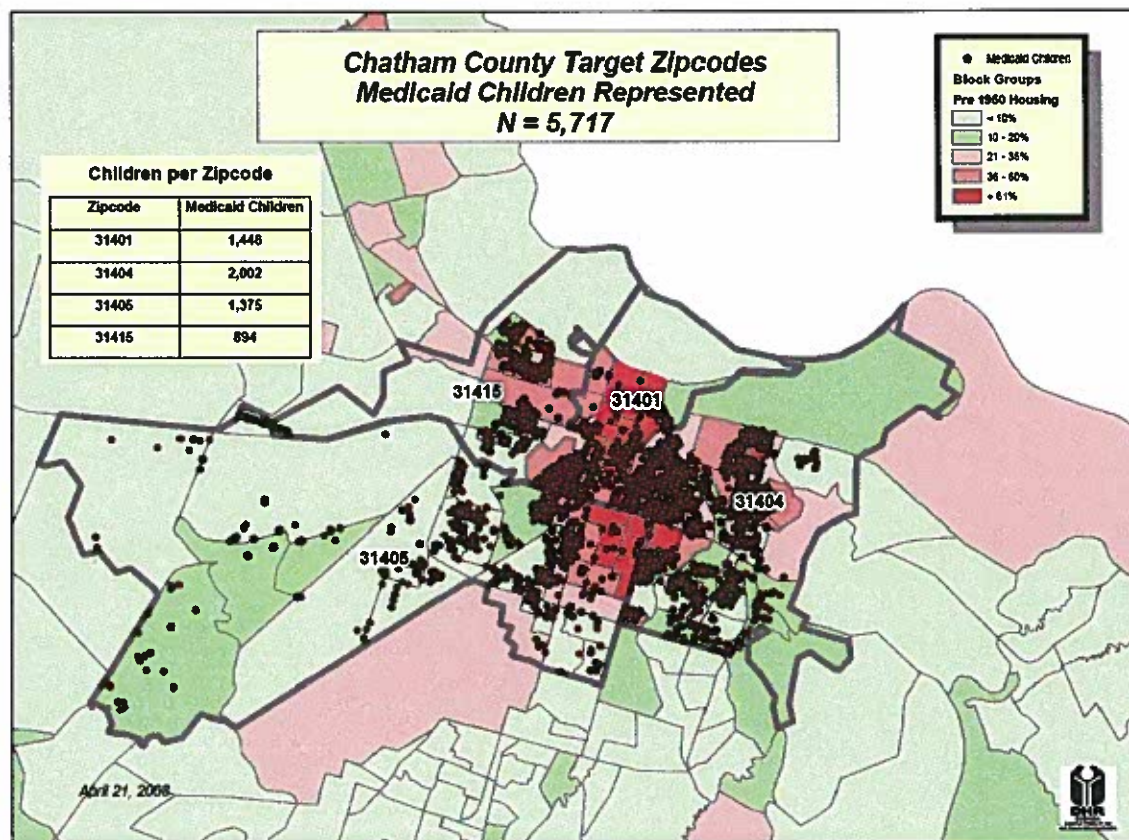 Chatham County Target Zipcodes
Medicaid Children Represented
N = 5,717
Medicaid Children
Block Groups
Pre 1950 Housing
< 10%
10 - 20%
21 - 35%
36 - 60%
+ 61%
Children per Zipcode
Zipcode Medicaid Children
31401 1,446
31404 2,002
31405 1,375
31415 894
31415
31401
31404
31405
April 21, 2008
DHR